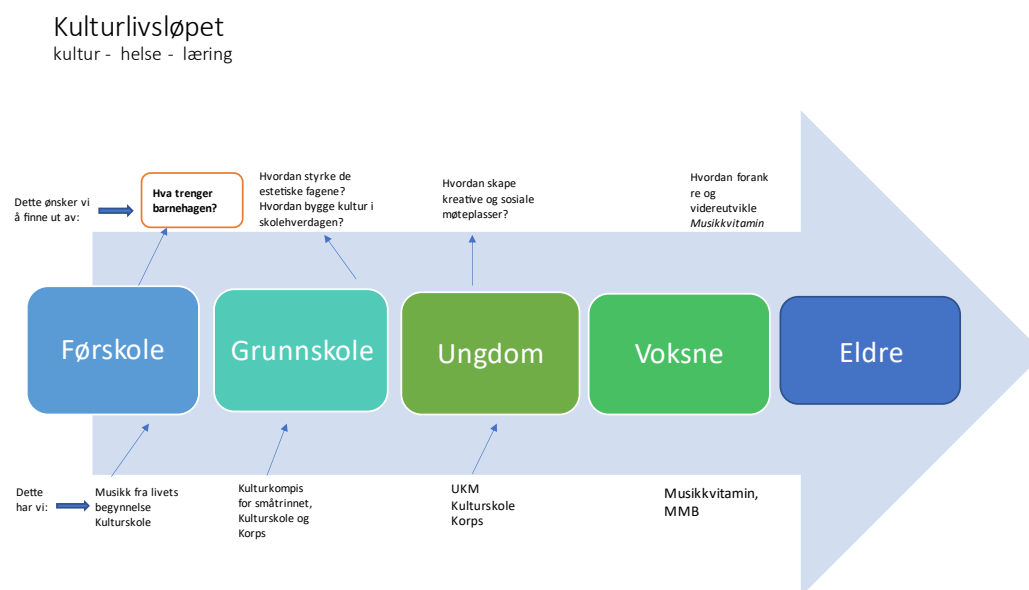 Kulturlivsløpet
kultur - helse - læring
Dette ønsker vi
å finne ut av:
Hva trenger
barnehagen?
Hvordan styrke de
estetiske fagene?
Hvordan bygge kultur i
skolehverdagen?
Hvordan skape
kreative og sosiale
møteplasser?
Hvordan forank
re og
videreutvikle
Musikkvitamin
Førskole
Grunnskole
Ungdom
Voksne
Eldre
Dette
har vi:
Musikk fra livets
begynnelse
Kulturskole
Kulturkompis
for småtrinnet,
Kulturskole og
Korps
UKM
Kulturskole
Korps
Musikkvitamin,
MMB